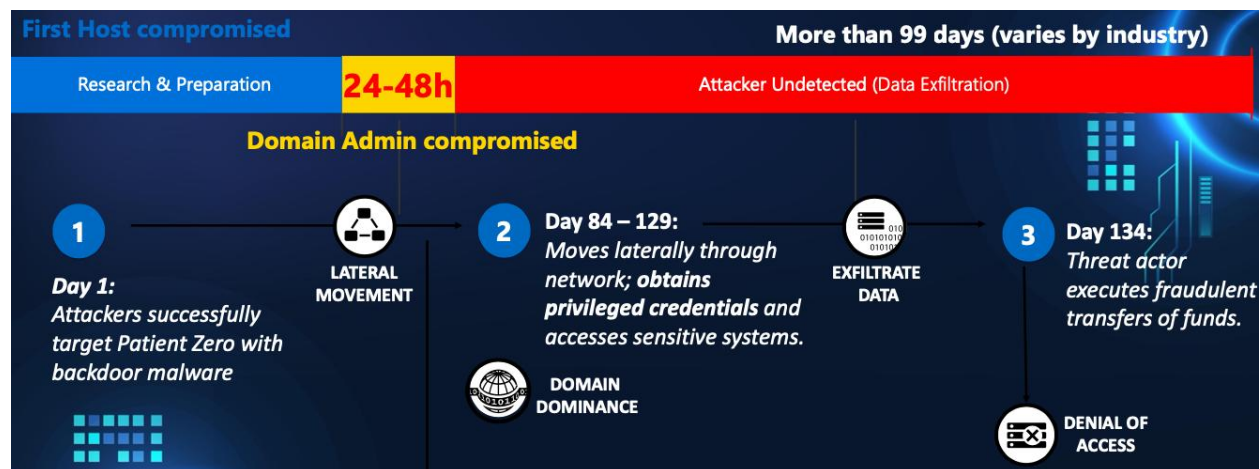 First Host compromised
More than 99 days (varies by industry)
Research & Preparation
24-48h
Attacker Undetected (Data Exfiltration)
Domain Admin compromised
1
LATERAL
MOVEMENT
2
Day 84 – 129:
Moves laterally through
network; obtains
privileged credentials and
accesses sensitive systems.
EXFILTRATE
DATA
3
Day 134:
Threat actor
executes fraudulent
transfers of funds.
Day 1:
Attackers successfully
target Patient Zero with
backdoor malware
DOMAIN
DOMINANCE
DENIAL OF
ACCESS